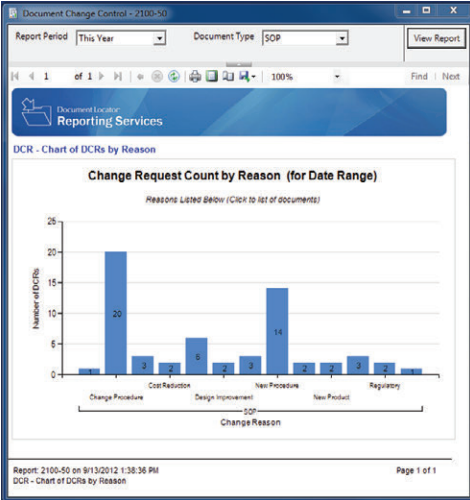 Document Change Control - 2100-50
Report Period This Year Document Type SOP View Report
1 of 1 100% Find | Next
Document Locator
Reporting Services
DCR - Chart of DCRs by Reason
Change Request Count by Reason (for Date Range)
Reasons Listed Below (Click to list of documents)
Number of DCRs
25
20
15
10
5
0
1 20 3 2 6 2 3 14 2 2 3 2 1
Cost Reduction New Procedure Regulatory
Change Procedure Design Improvement New Product
SOP
Change Reason
Report: 2100-50 on 9/13/2012 1:38:36 PM Page 1 of 1
DCR - Chart of DCRs by Reason